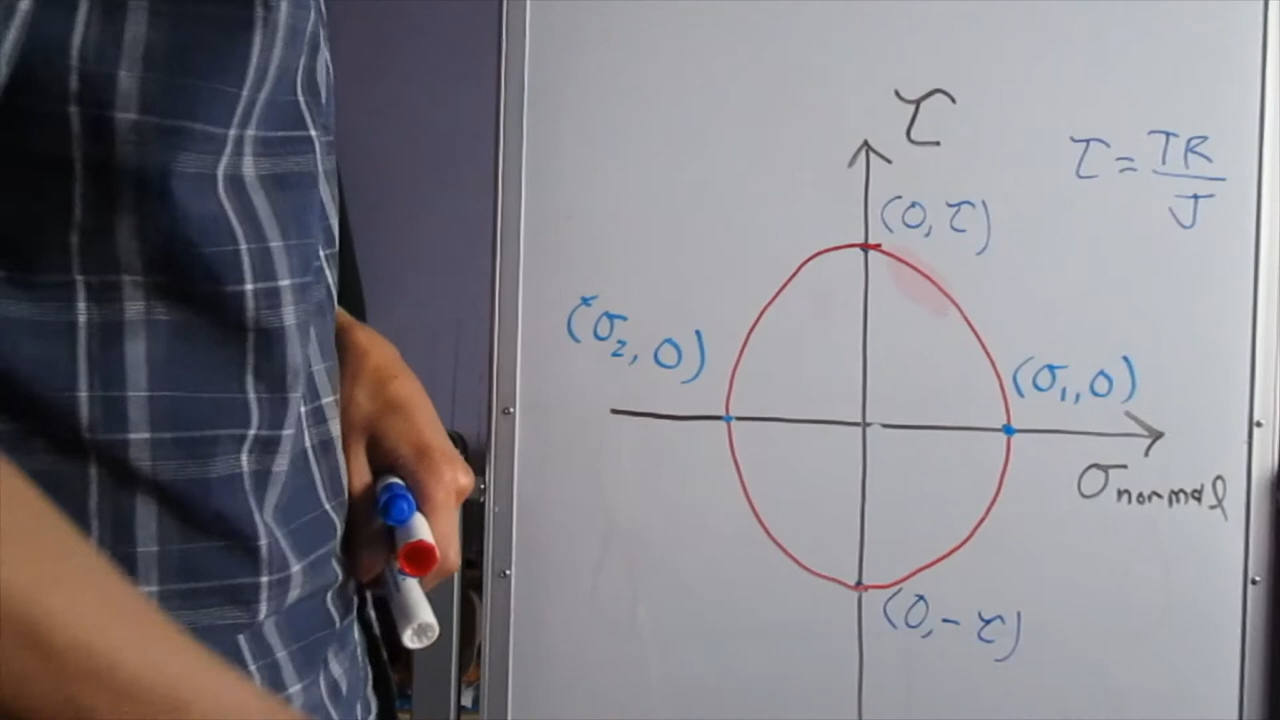 τ
τ = TR/J
(0, τ)
(σ₂, 0)
(σ₁, 0)
σnormal
(0, -τ)